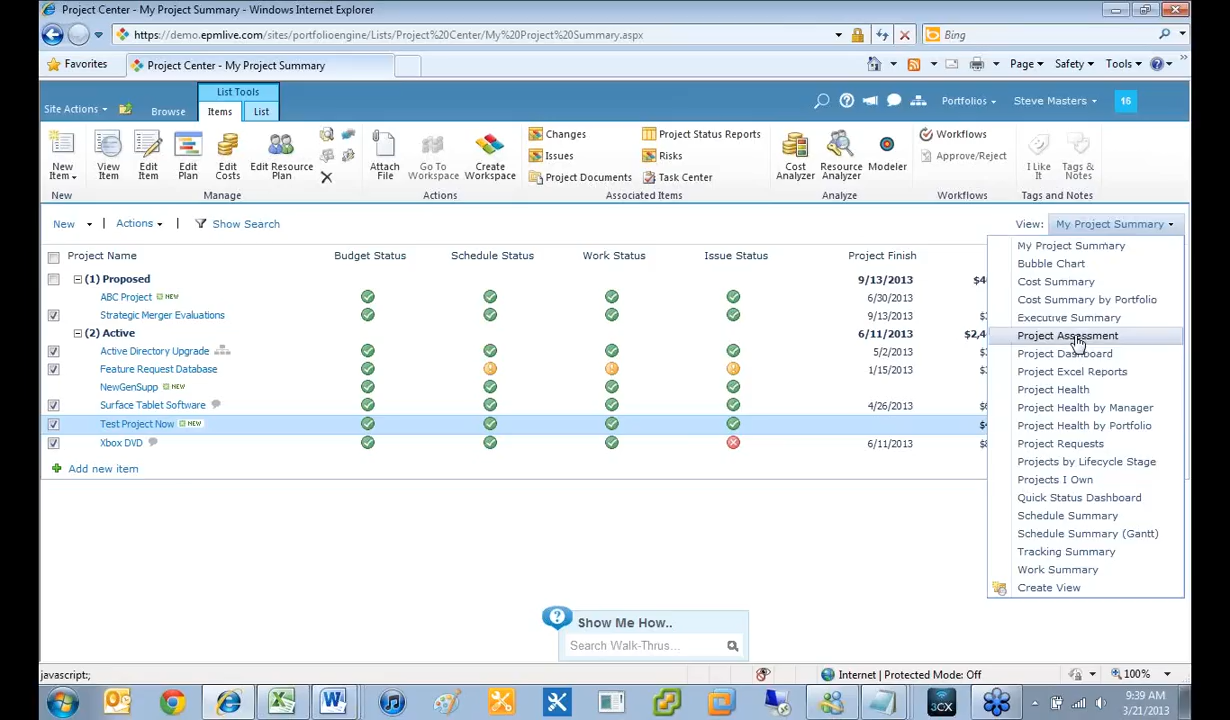 Project Center - My Project Summary - Windows Internet Explorer
https://demo.epmlive.com/sites/portfolioengine/Lists/Project%20Center/My%20Project%20Summary.aspx
Bing
Favorites
Project Center - My Project Summary
Page
Safety
Tools
List Tools
Site Actions
Browse
Items
List
Portfolios
Steve Masters
16
New Item
View Item
Edit Item
Edit Plan
Edit Costs
Edit Resource Plan
Attach File
Go To Workspace
Create Workspace
Changes
Issues
Project Documents
Project Status Reports
Risks
Task Center
Cost Analyzer
Resource Analyzer
Modeler
Workflows
Approve/Reject
I Like It
Tags & Notes
New
Manage
Actions
Associated Items
Analyze
Workflows
Tags and Notes
New
Actions
Show Search
View: My Project Summary
Project Name
Budget Status
Schedule Status
Work Status
Issue Status
Project Finish
(1) Proposed 9/13/2013
ABC Project NEW 6/30/2013
Strategic Merger Evaluations 9/13/2013
(2) Active 6/11/2013 $2,4
Active Directory Upgrade 5/2/2013
Feature Request Database 1/15/2013
NewGenSupp NEW
Surface Tablet Software 4/26/2013
Test Project Now NEW
Xbox DVD 6/11/2013
Add new item
My Project Summary
Bubble Chart
Cost Summary
Cost Summary by Portfolio
Executive Summary
Project Assessment
Project Dashboard
Project Excel Reports
Project Health
Project Health by Manager
Project Health by Portfolio
Project Requests
Projects by Lifecycle Stage
Projects I Own
Quick Status Dashboard
Schedule Summary
Schedule Summary (Gantt)
Tracking Summary
Work Summary
Create View
Show Me How..
Search Walk-Thrus...
javascript:;
Internet | Protected Mode: Off
100%
3CX
9:39 AM
3/21/2013